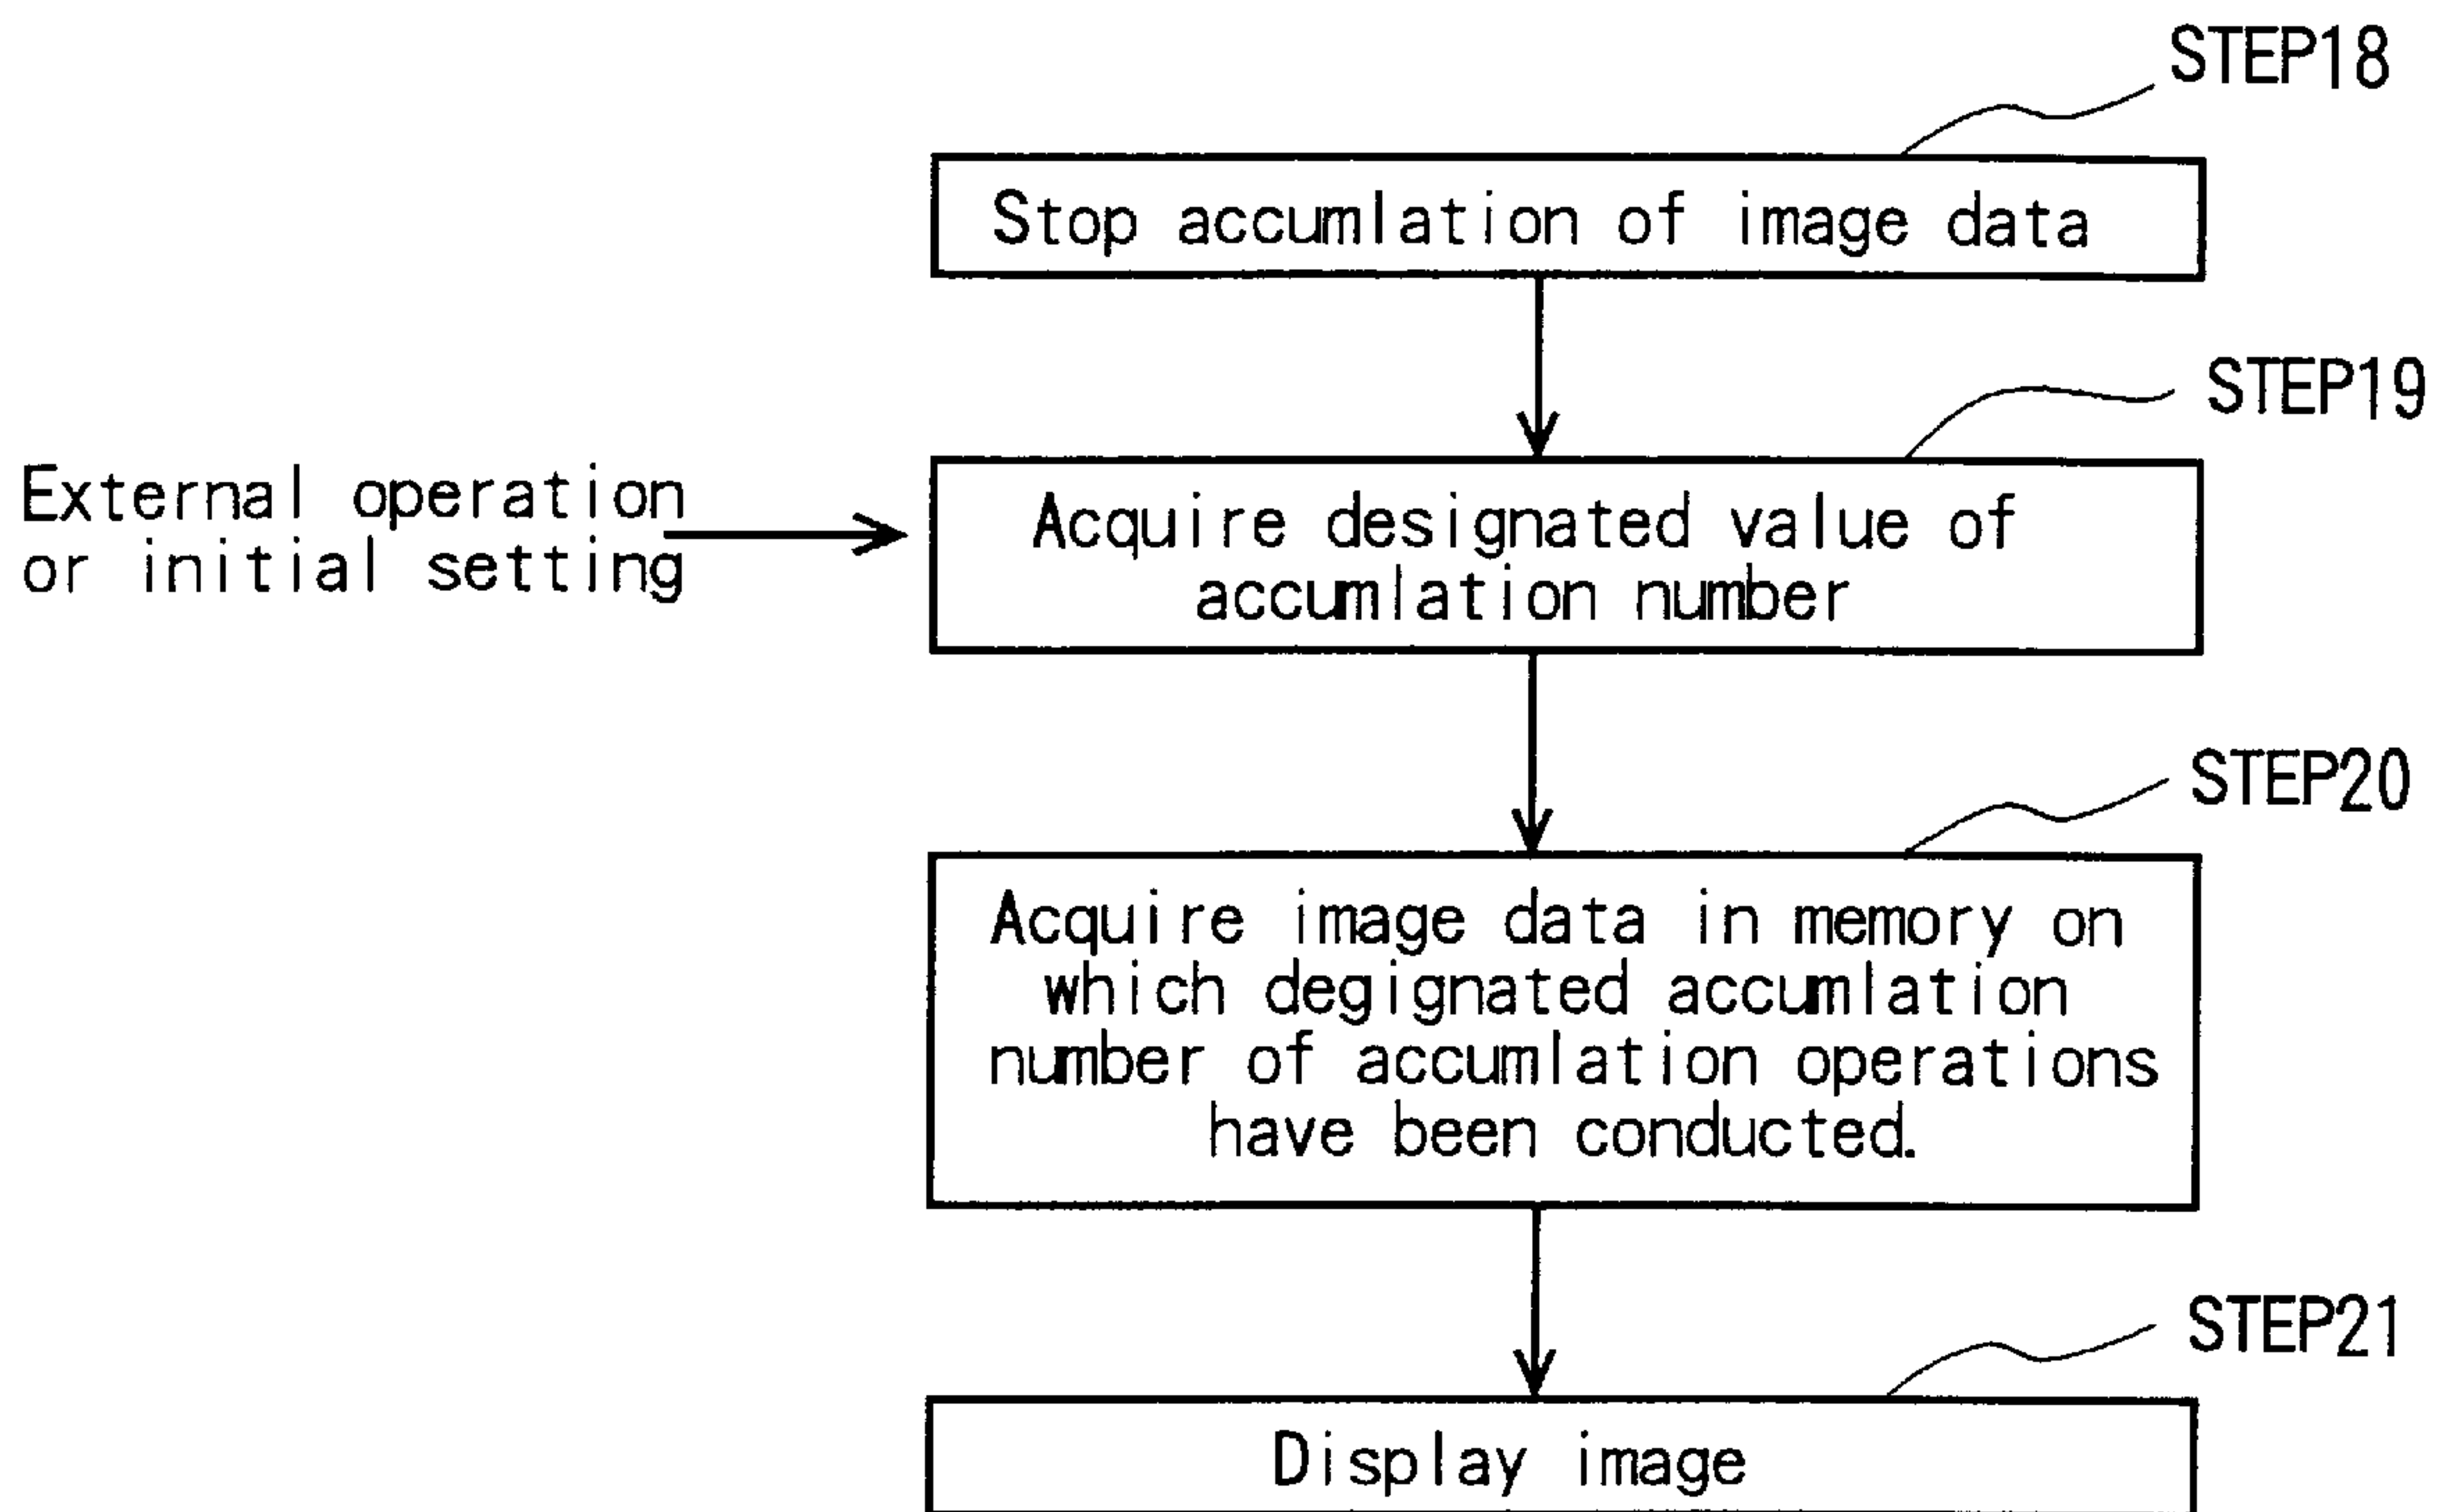 STEP18
Stop accumlation of image data
STEP19
External operation
or initial setting
Acquire designated value of
accumlation number
STEP20
Acquire image data in memory on
which degignated accumlation
number of accumlation operations
have been conducted.
STEP21
Display image